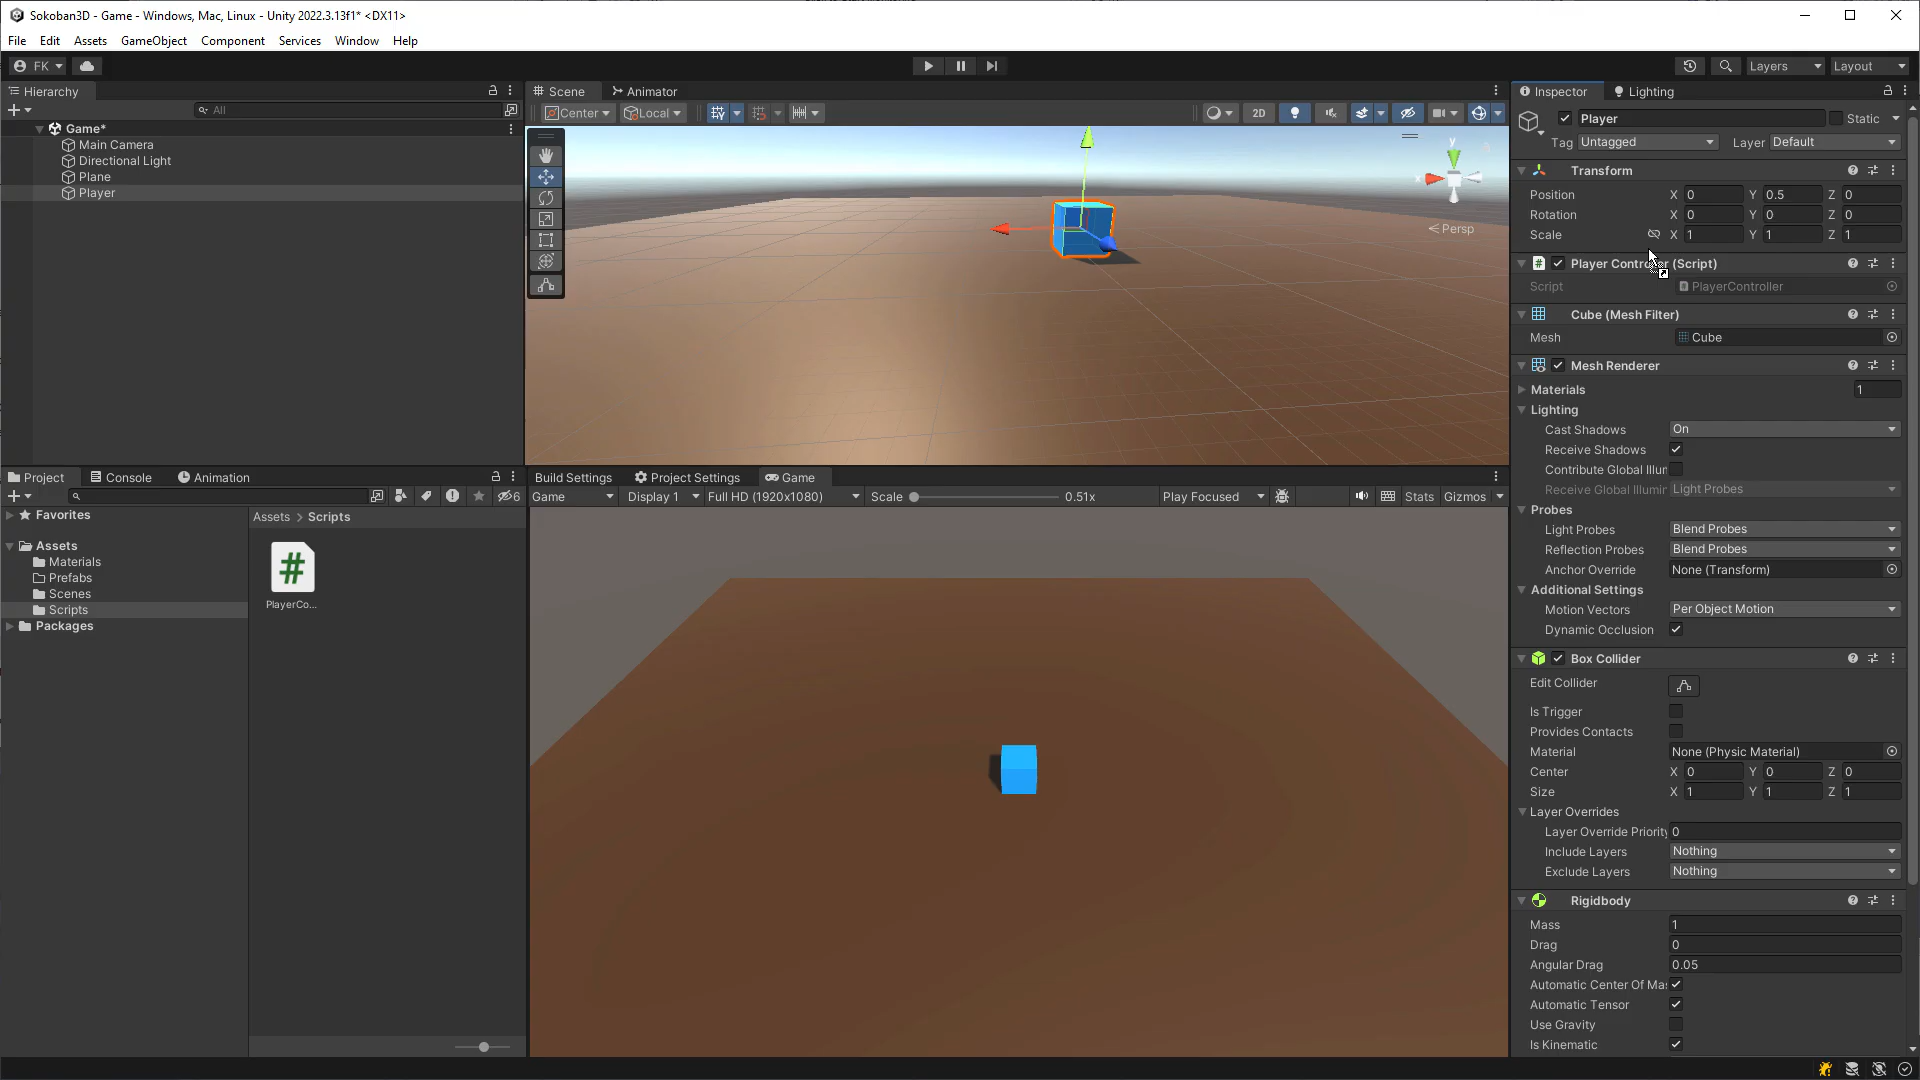 Sokoban3D - Game - Windows, Mac, Linux - Unity 2022.3.13f1* <DX11>
File Edit Assets GameObject Component Services Window Help
FK Layers Layout
Hierarchy
All
Game*
Main Camera
Directional Light
Plane
Player
Scene Animator
Center Local 2D
y
x
Persp
Project Console Animation
6
Favorites
Assets
Materials
Prefabs
Scenes
Scripts
Packages
Assets > Scripts
#
PlayerCo...
Build Settings Project Settings Game
Game Display 1 Full HD (1920x1080) Scale 0.51x Play Focused Stats Gizmos
Inspector Lighting
Player Static
Tag Untagged Layer Default
Transform
Position X 0 Y 0.5 Z 0
Rotation X 0 Y 0 Z 0
Scale X 1 Y 1 Z 1
# Player Controller (Script)
Script PlayerController
Cube (Mesh Filter)
Mesh Cube
Mesh Renderer
Materials 1
Lighting
Cast Shadows On
Receive Shadows
Contribute Global Illun
Receive Global Illumir Light Probes
Probes
Light Probes Blend Probes
Reflection Probes Blend Probes
Anchor Override None (Transform)
Additional Settings
Motion Vectors Per Object Motion
Dynamic Occlusion
Box Collider
Edit Collider
Is Trigger
Provides Contacts
Material None (Physic Material)
Center X 0 Y 0 Z 0
Size X 1 Y 1 Z 1
Layer Overrides
Layer Override Priority 0
Include Layers Nothing
Exclude Layers Nothing
Rigidbody
Mass 1
Drag 0
Angular Drag 0.05
Automatic Center Of Mas
Automatic Tensor
Use Gravity
Is Kinematic